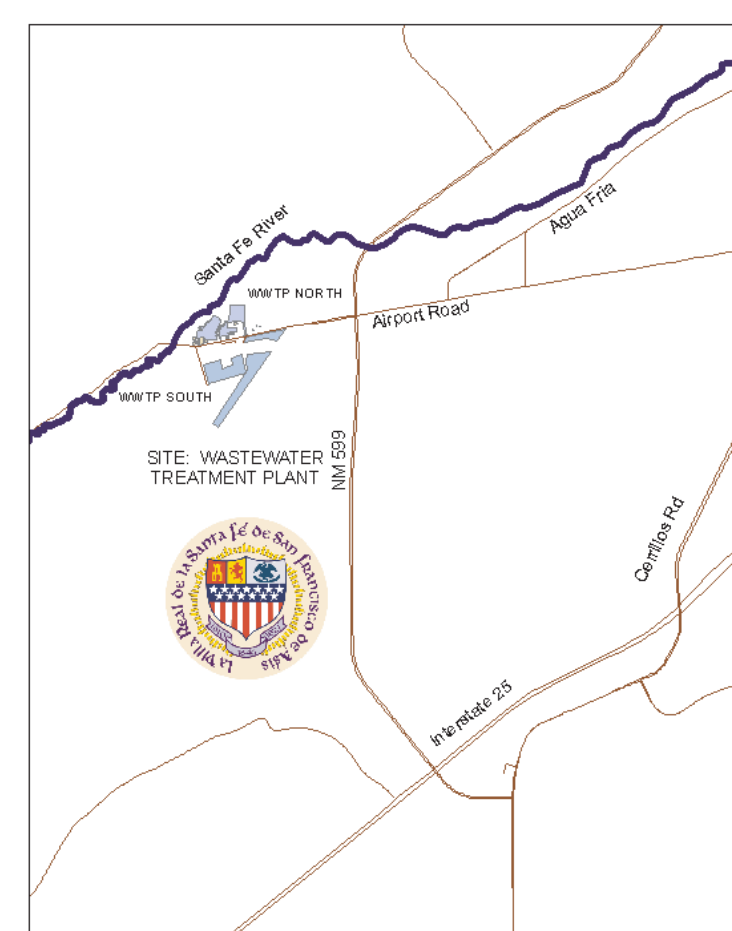 Santa Fe River
Agua Fria
WWTP NORTH
Airport Road
WWTP SOUTH
SITE: WASTEWATER
TREATMENT PLANT
NM 599
Cerrillos Rd
La Villa Real de la Santa Fé de San Francisco de Asis
Interstate 25